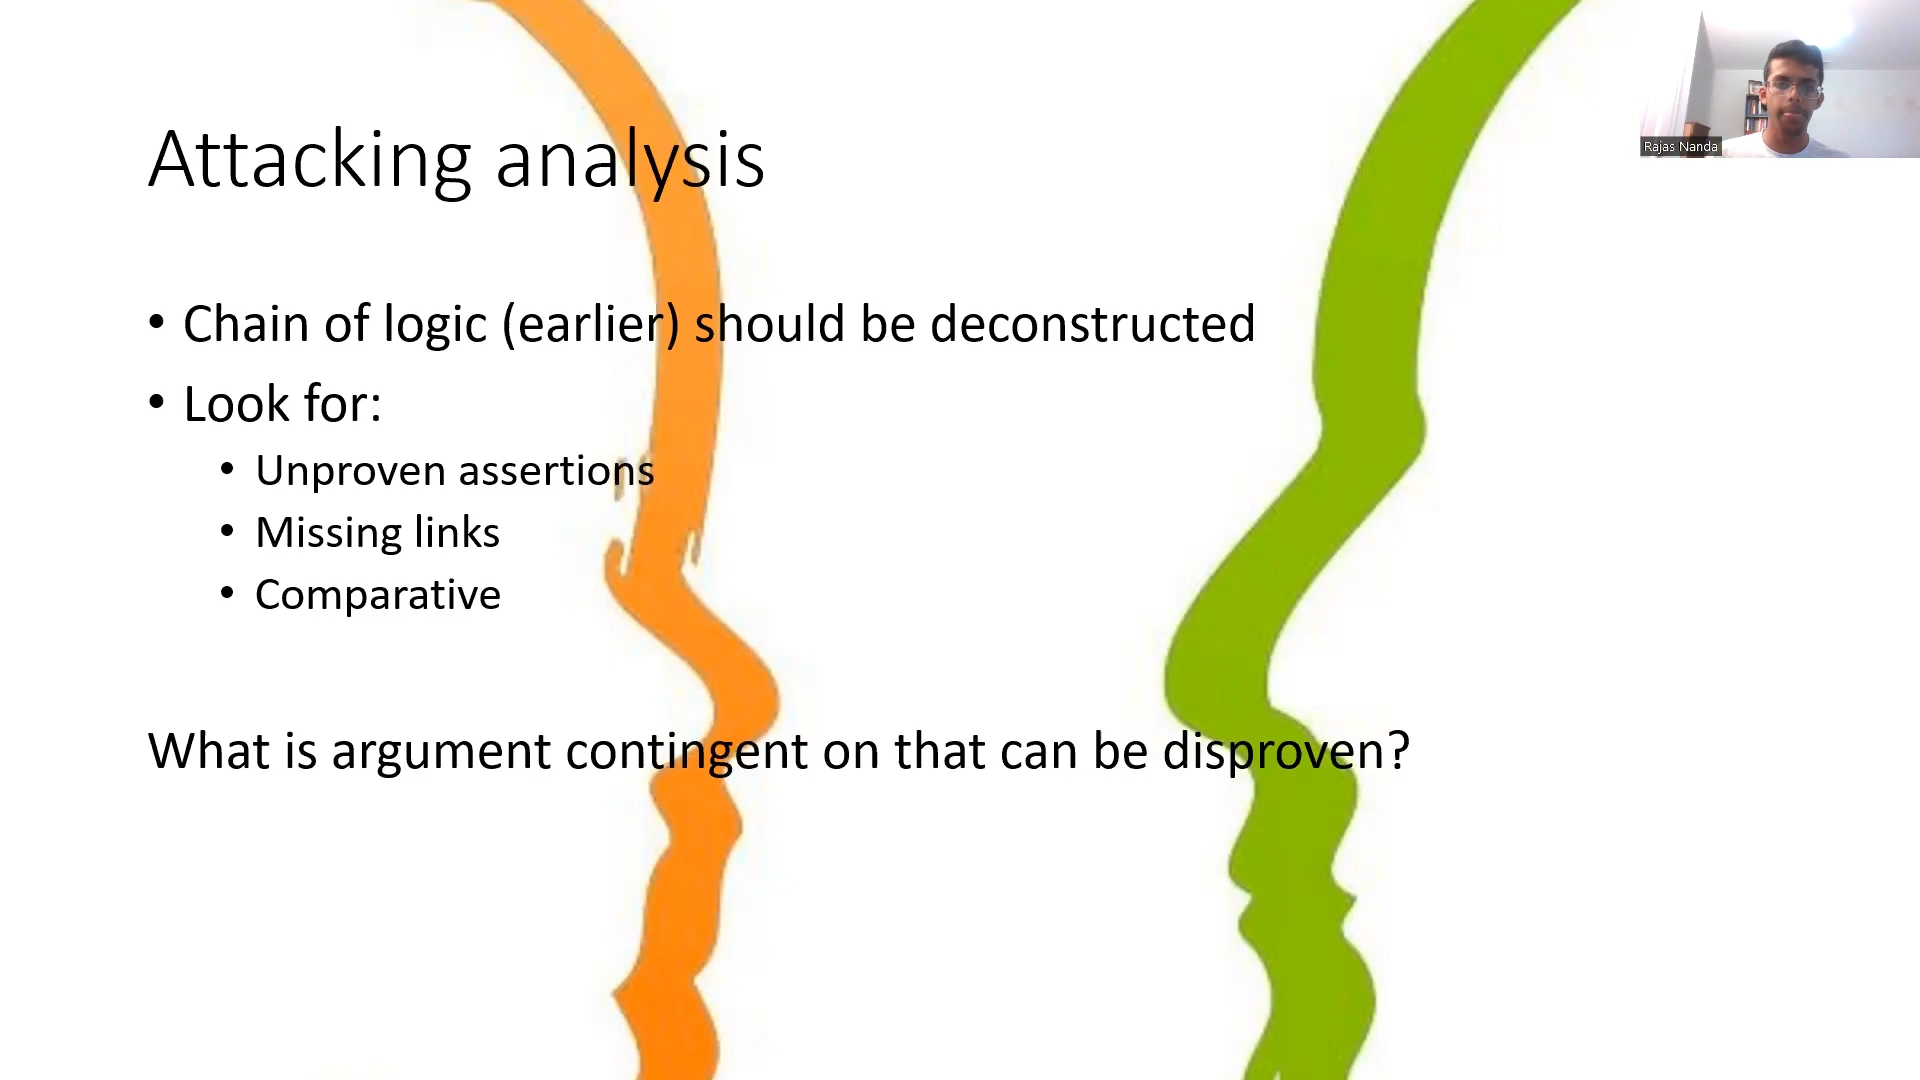 Attacking analysis
Rajas Nanda
• Chain of logic (earlier) should be deconstructed
• Look for:
• Unproven assertions
• Missing links
• Comparative
What is argument contingent on that can be disproven?